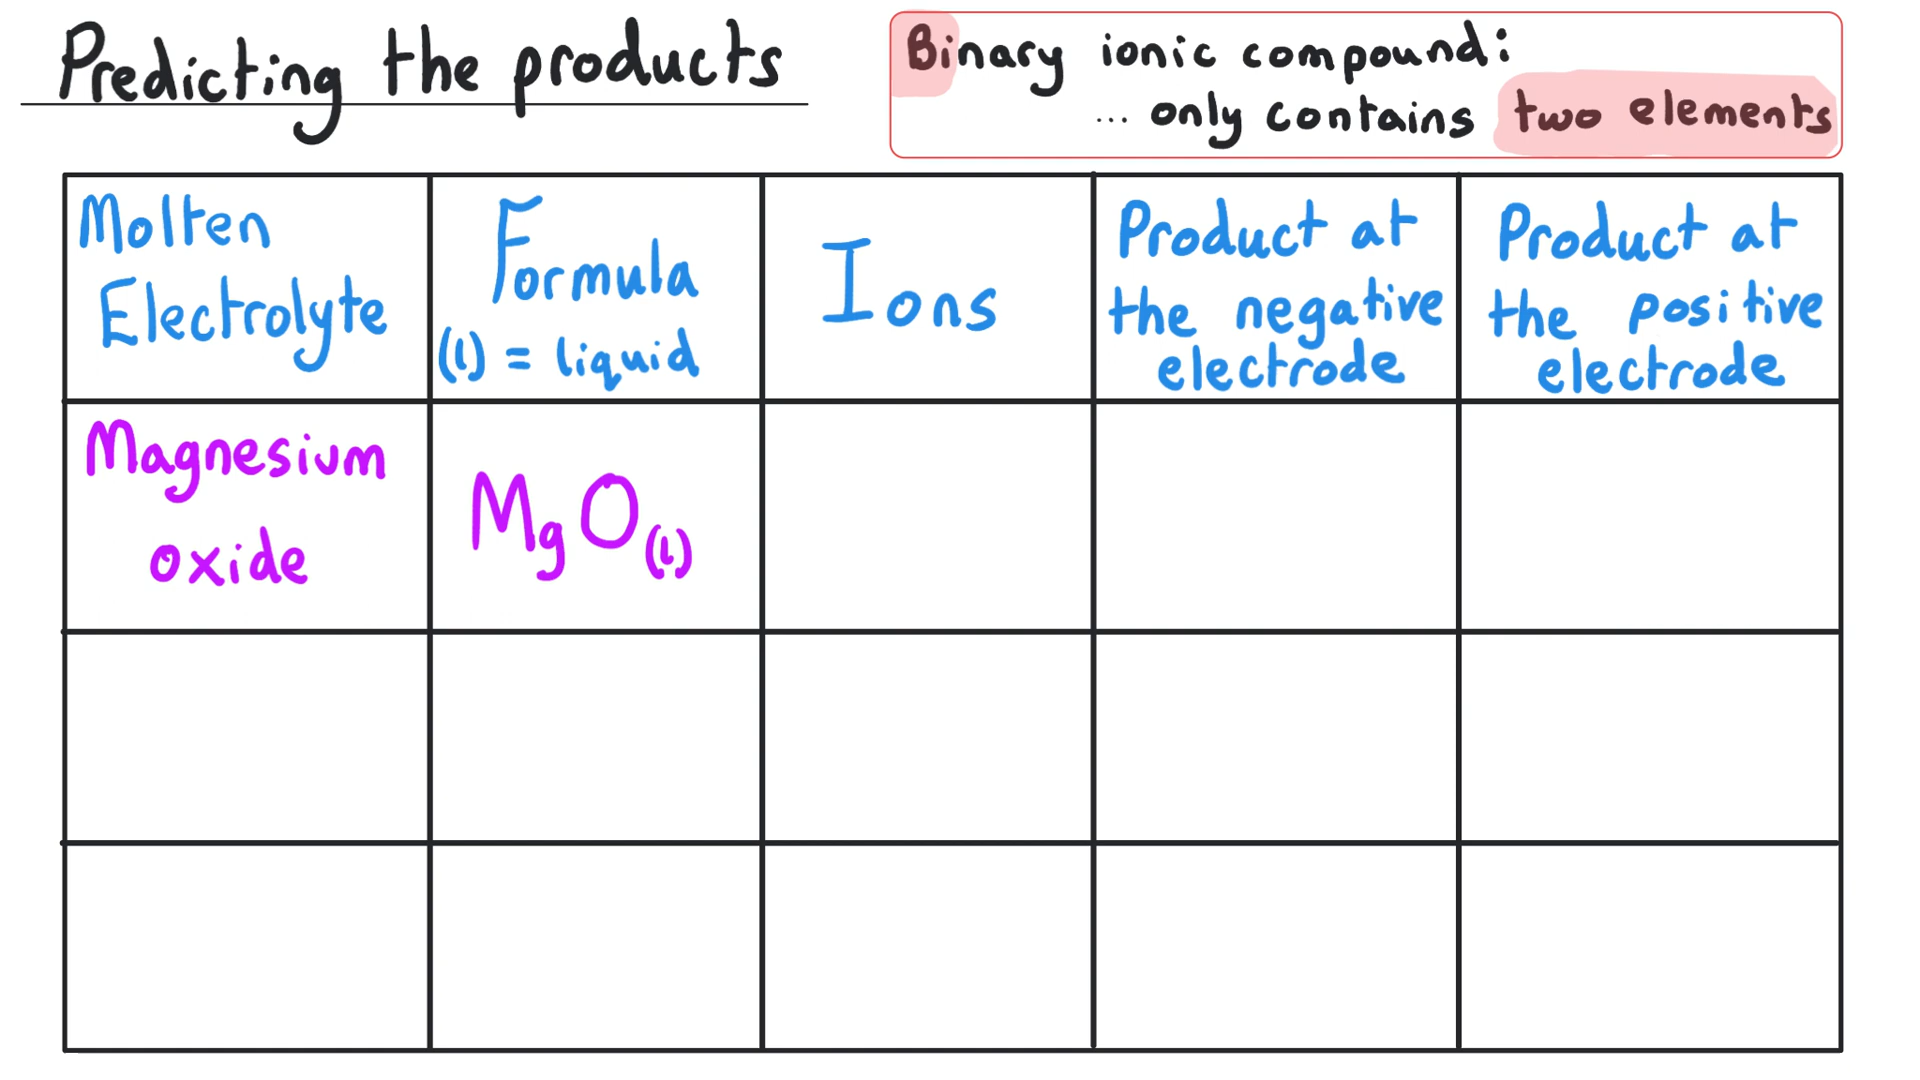 Predicting the products
Binary ionic compound:
... only contains two elements
Molten
Electrolyte
Formula
(l) = liquid
Ions
Product at
the negative
electrode
Product at
the positive
electrode
Magnesium
oxide
MgO(l)